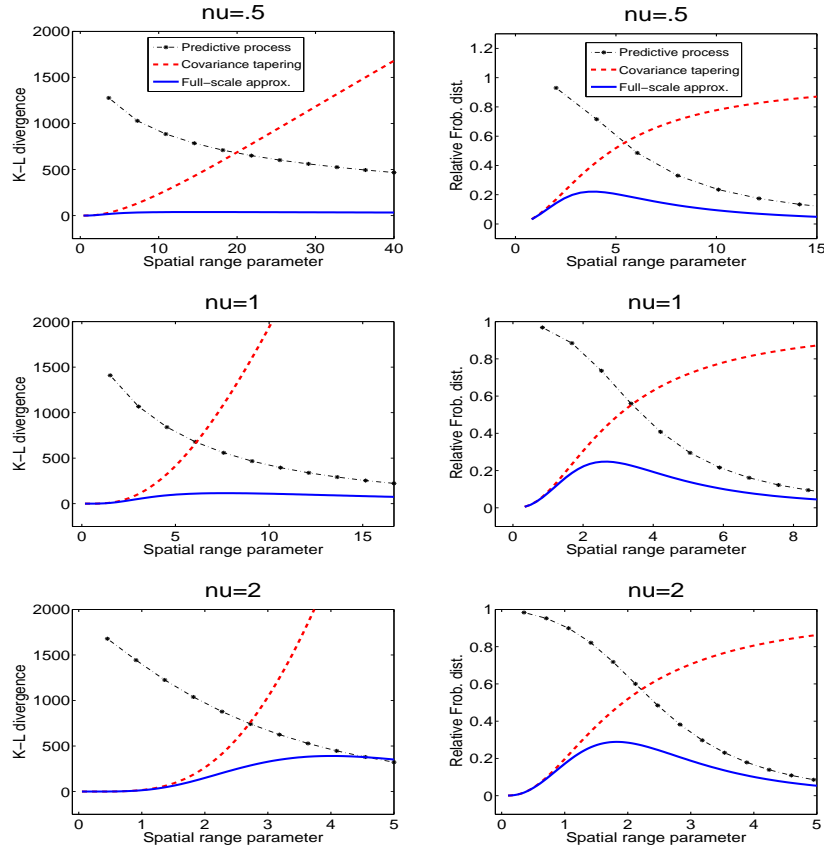 nu=.5
2000
1500
1000
500
0
K-L divergence
Predictive process
Covariance tapering
Full-scale approx.
0 10 20 30 40
Spatial range parameter
nu=.5
1.2
1
0.8
0.6
0.4
0.2
0
Relative Frob. dist.
Predictive process
Covariance tapering
Full-scale approx.
0 5 10 15
Spatial range parameter
nu=1
2000
1500
1000
500
0
K-L divergence
0 5 10 15
Spatial range parameter
nu=1
1
0.8
0.6
0.4
0.2
0
Relative Frob. dist.
0 2 4 6 8
Spatial range parameter
nu=2
2000
1500
1000
500
0
K-L divergence
0 1 2 3 4 5
Spatial range parameter
nu=2
1
0.8
0.6
0.4
0.2
0
Relative Frob. dist.
0 1 2 3 4 5
Spatial range parameter